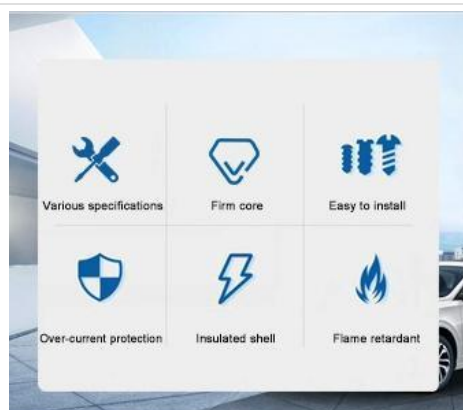 Various specifications
Firm core
Easy to install
Over-current protection
Insulated shell
Flame retardant